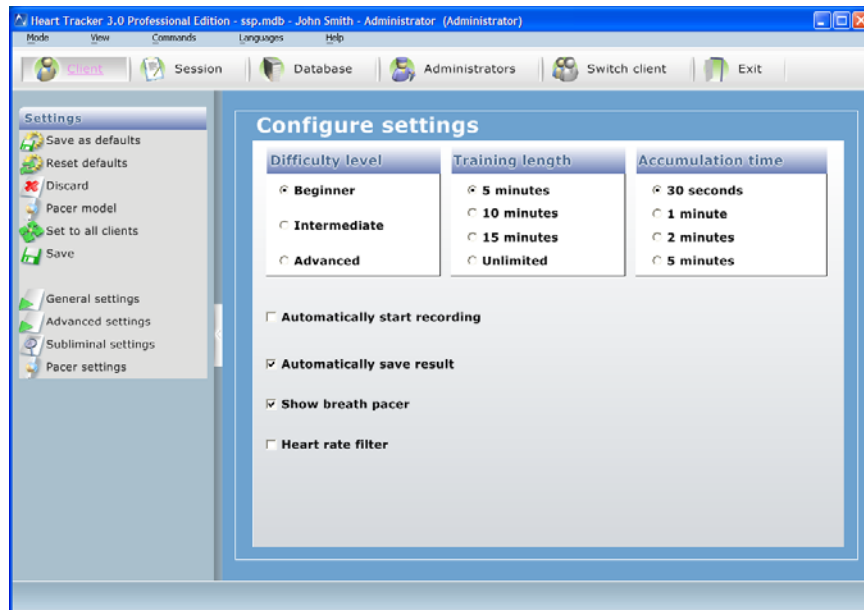 Heart Tracker 3.0 Professional Edition - ssp.mdb - John Smith - Administrator (Administrator)
Mode View Commands Languages Help
Client Session Database Administrators Switch client Exit
Settings
Save as defaults
Reset defaults
Discard
Pacer model
Set to all clients
Save
General settings
Advanced settings
Subliminal settings
Pacer settings
Configure settings
Difficulty level
Beginner
Intermediate
Advanced
Training length
5 minutes
10 minutes
15 minutes
Unlimited
Accumulation time
30 seconds
1 minute
2 minutes
5 minutes
Automatically start recording
Automatically save result
Show breath pacer
Heart rate filter